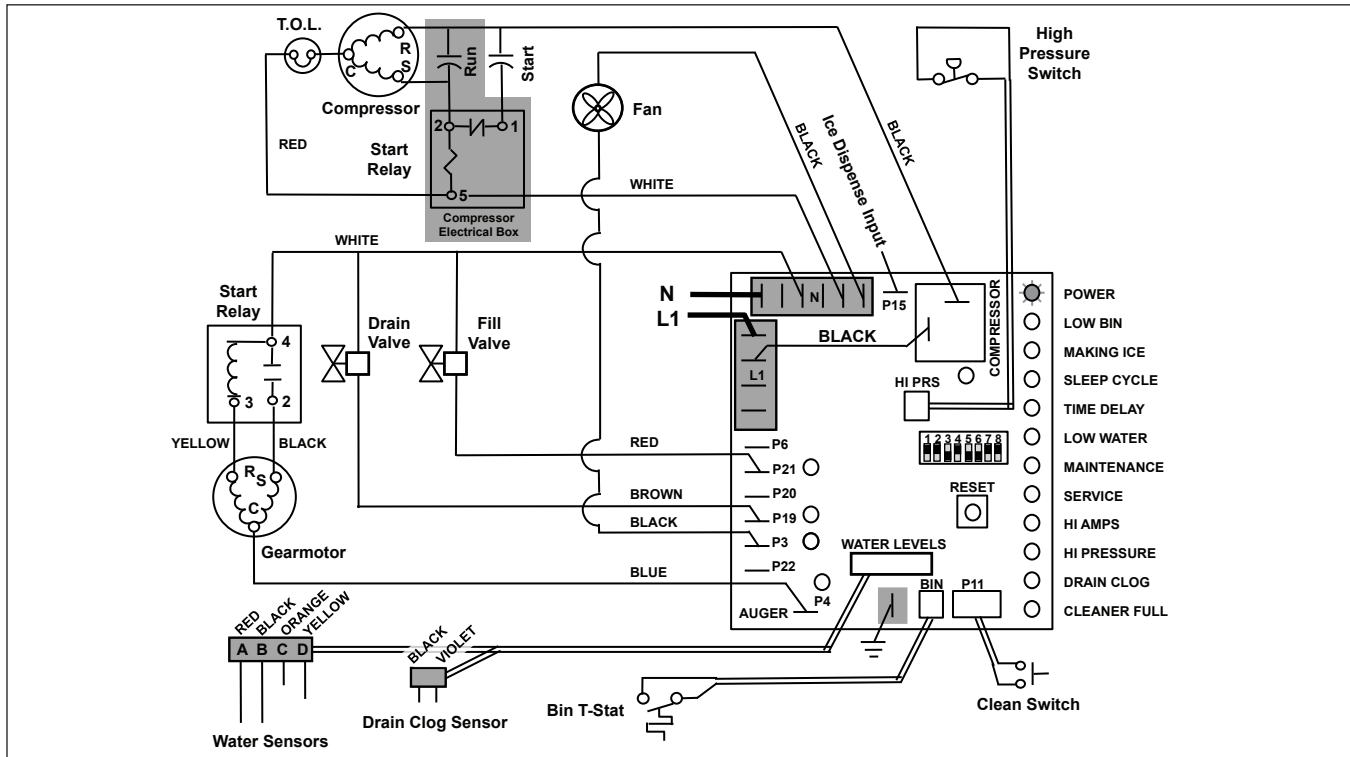 T.O.L.
R
S
C
Compressor
Run
Start
2
1
5
Start
Relay
Compressor
Electrical Box
RED
Fan
BLACK
Ice Dispense Input
BLACK
High
Pressure
Switch
WHITE
WHITE
Start
Relay
4
3
2
YELLOW
BLACK
R
S
C
Gearmotor
Drain
Valve
Fill
Valve
N
L1
N
P15
BLACK
L1
COMPRESSOR
HI PRS
1 2 3 4 5 6 7 8
RESET
POWER
LOW BIN
MAKING ICE
SLEEP CYCLE
TIME DELAY
LOW WATER
MAINTENANCE
SERVICE
HI AMPS
HI PRESSURE
DRAIN CLOG
CLEANER FULL
RED
BROWN
BLACK
BLUE
P6
P21
P20
P19
P3
P22
P4
AUGER
WATER LEVELS
BIN
P11
RED
BLACK
ORANGE
YELLOW
A B C D
Water Sensors
BLACK
VIOLET
Drain Clog Sensor
Bin T-Stat
Clean Switch